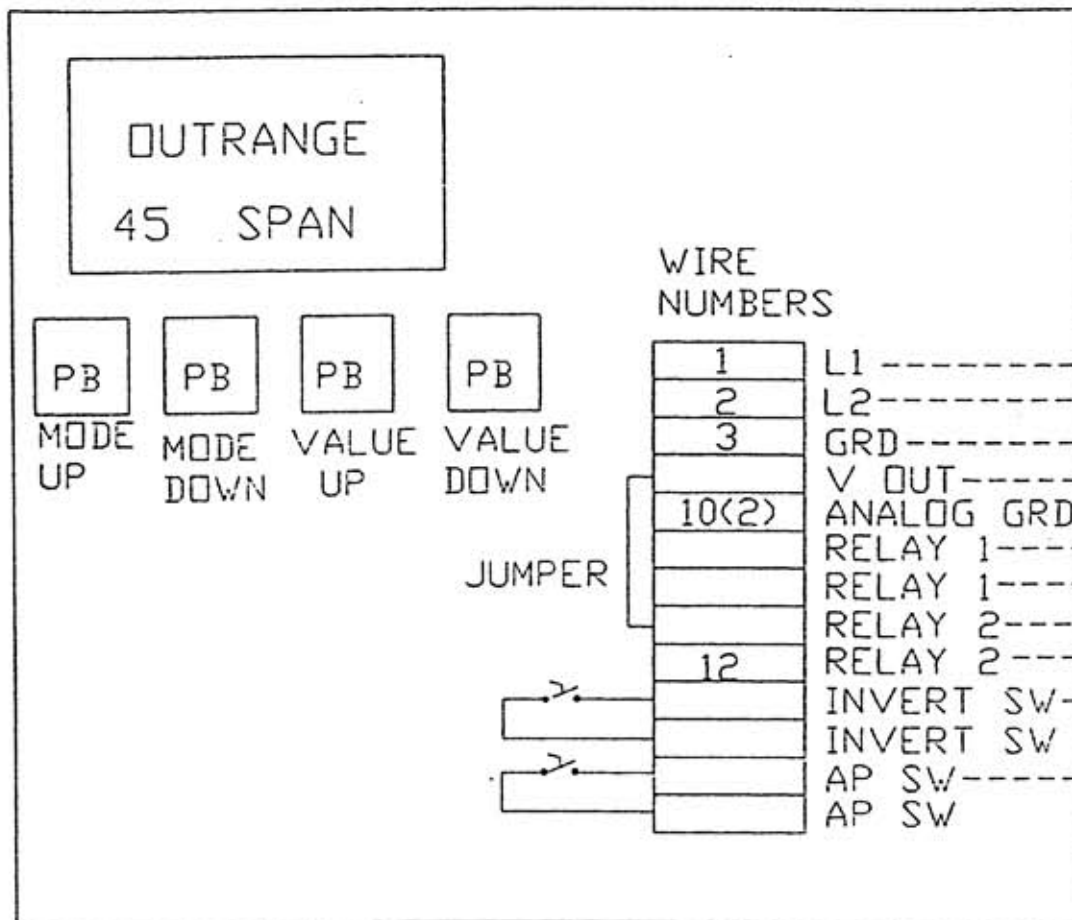 OUTRANGE
45 SPAN
PB PB PB PB
MODE UP
MODE DOWN
VALUE UP
VALUE DOWN
WIRE
NUMBERS
1 L1
2 L2
3 GRD
V OUT
10(2) ANALOG GRD
RELAY 1
JUMPER
RELAY 1
RELAY 2
12 RELAY 2
INVERT SW
INVERT SW
AP SW
AP SW